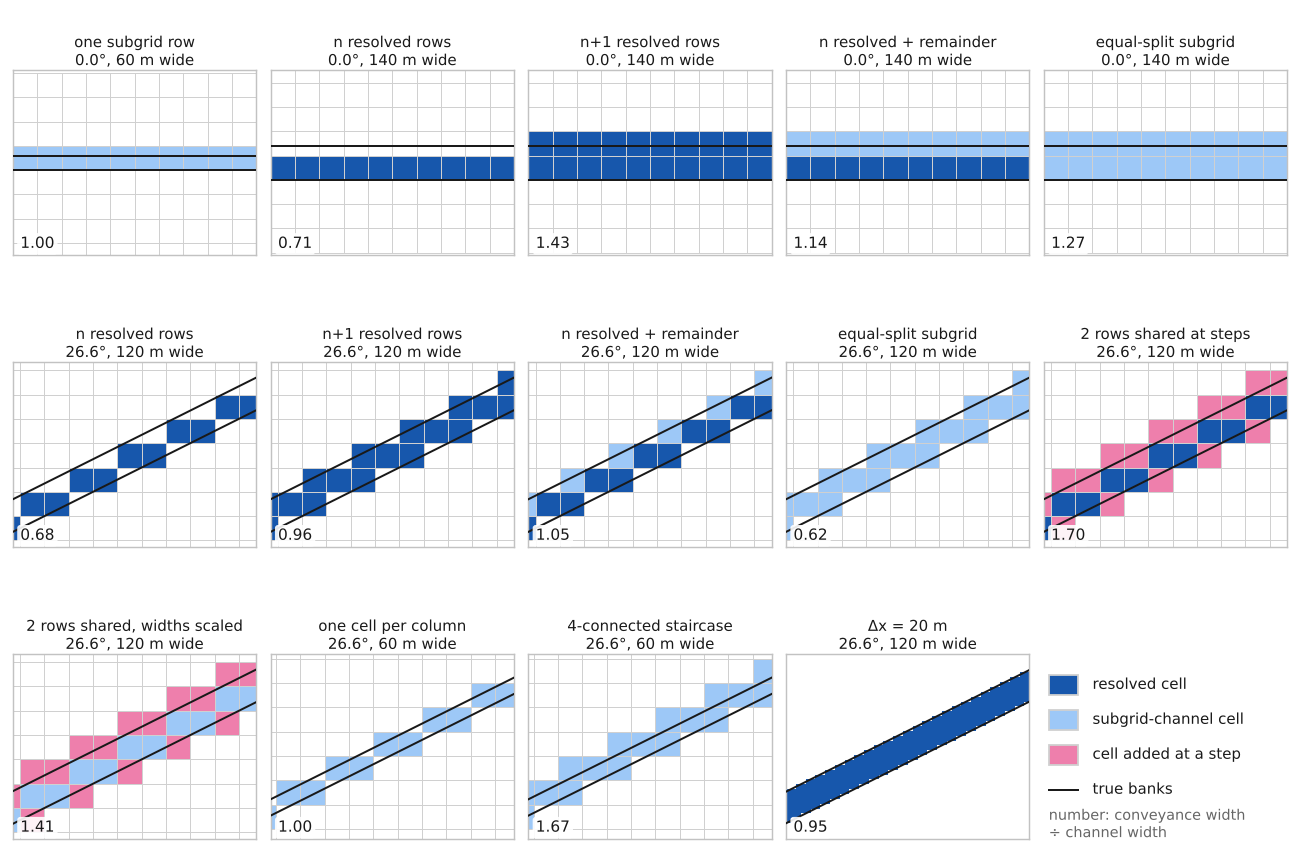 one subgrid row
0.0°, 60 m wide
1.00
n resolved rows
0.0°, 140 m wide
0.71
n+1 resolved rows
0.0°, 140 m wide
1.43
n resolved + remainder
0.0°, 140 m wide
1.14
equal-split subgrid
0.0°, 140 m wide
1.27
n resolved rows
26.6°, 120 m wide
0.68
n+1 resolved rows
26.6°, 120 m wide
0.96
n resolved + remainder
26.6°, 120 m wide
1.05
equal-split subgrid
26.6°, 120 m wide
0.62
2 rows shared at steps
26.6°, 120 m wide
1.70
2 rows shared, widths scaled
26.6°, 120 m wide
1.41
one cell per column
26.6°, 60 m wide
1.00
4-connected staircase
26.6°, 60 m wide
1.67
Δx = 20 m
26.6°, 120 m wide
0.95
resolved cell
subgrid-channel cell
cell added at a step
true banks
number: conveyance width
÷ channel width